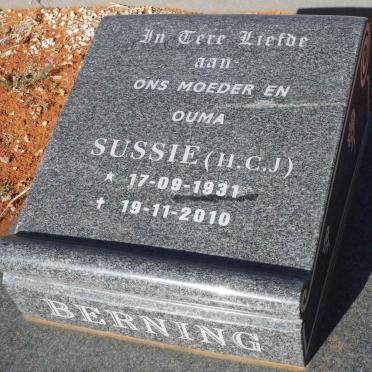 In Tere Liefde
aan
ONS MOEDER EN
OUMA
SUSSIE (H.C.J)
* 17-09-1931
✝ 19-11-2010
BERNING